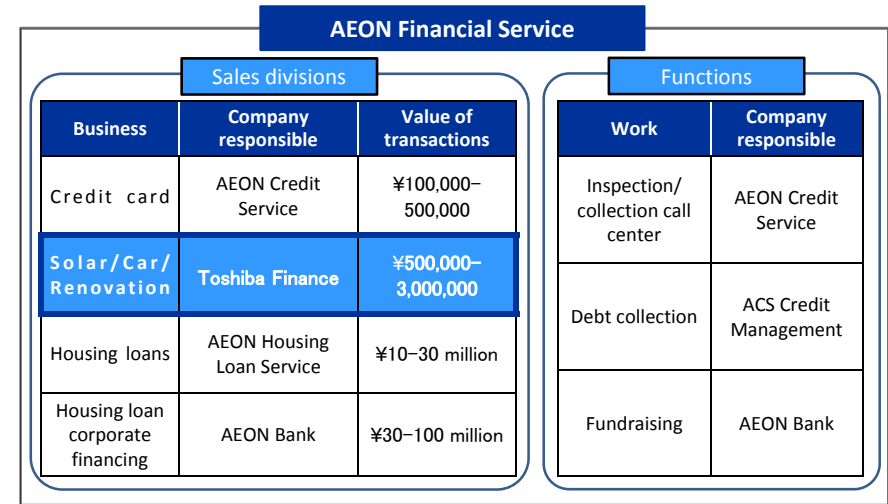 AEON Financial Service
Sales divisions
Business
Company
responsible
Value of
transactions
Credit card
AEON Credit
Service
¥100,000–
500,000
Solar/Car/
Renovation
Toshiba Finance
¥500,000–
3,000,000
Housing loans
AEON Housing
Loan Service
¥10–30 million
Housing loan
corporate
financing
AEON Bank
¥30–100 million
Functions
Work
Company
responsible
Inspection/
collection call
center
AEON Credit
Service
Debt collection
ACS Credit
Management
Fundraising
AEON Bank